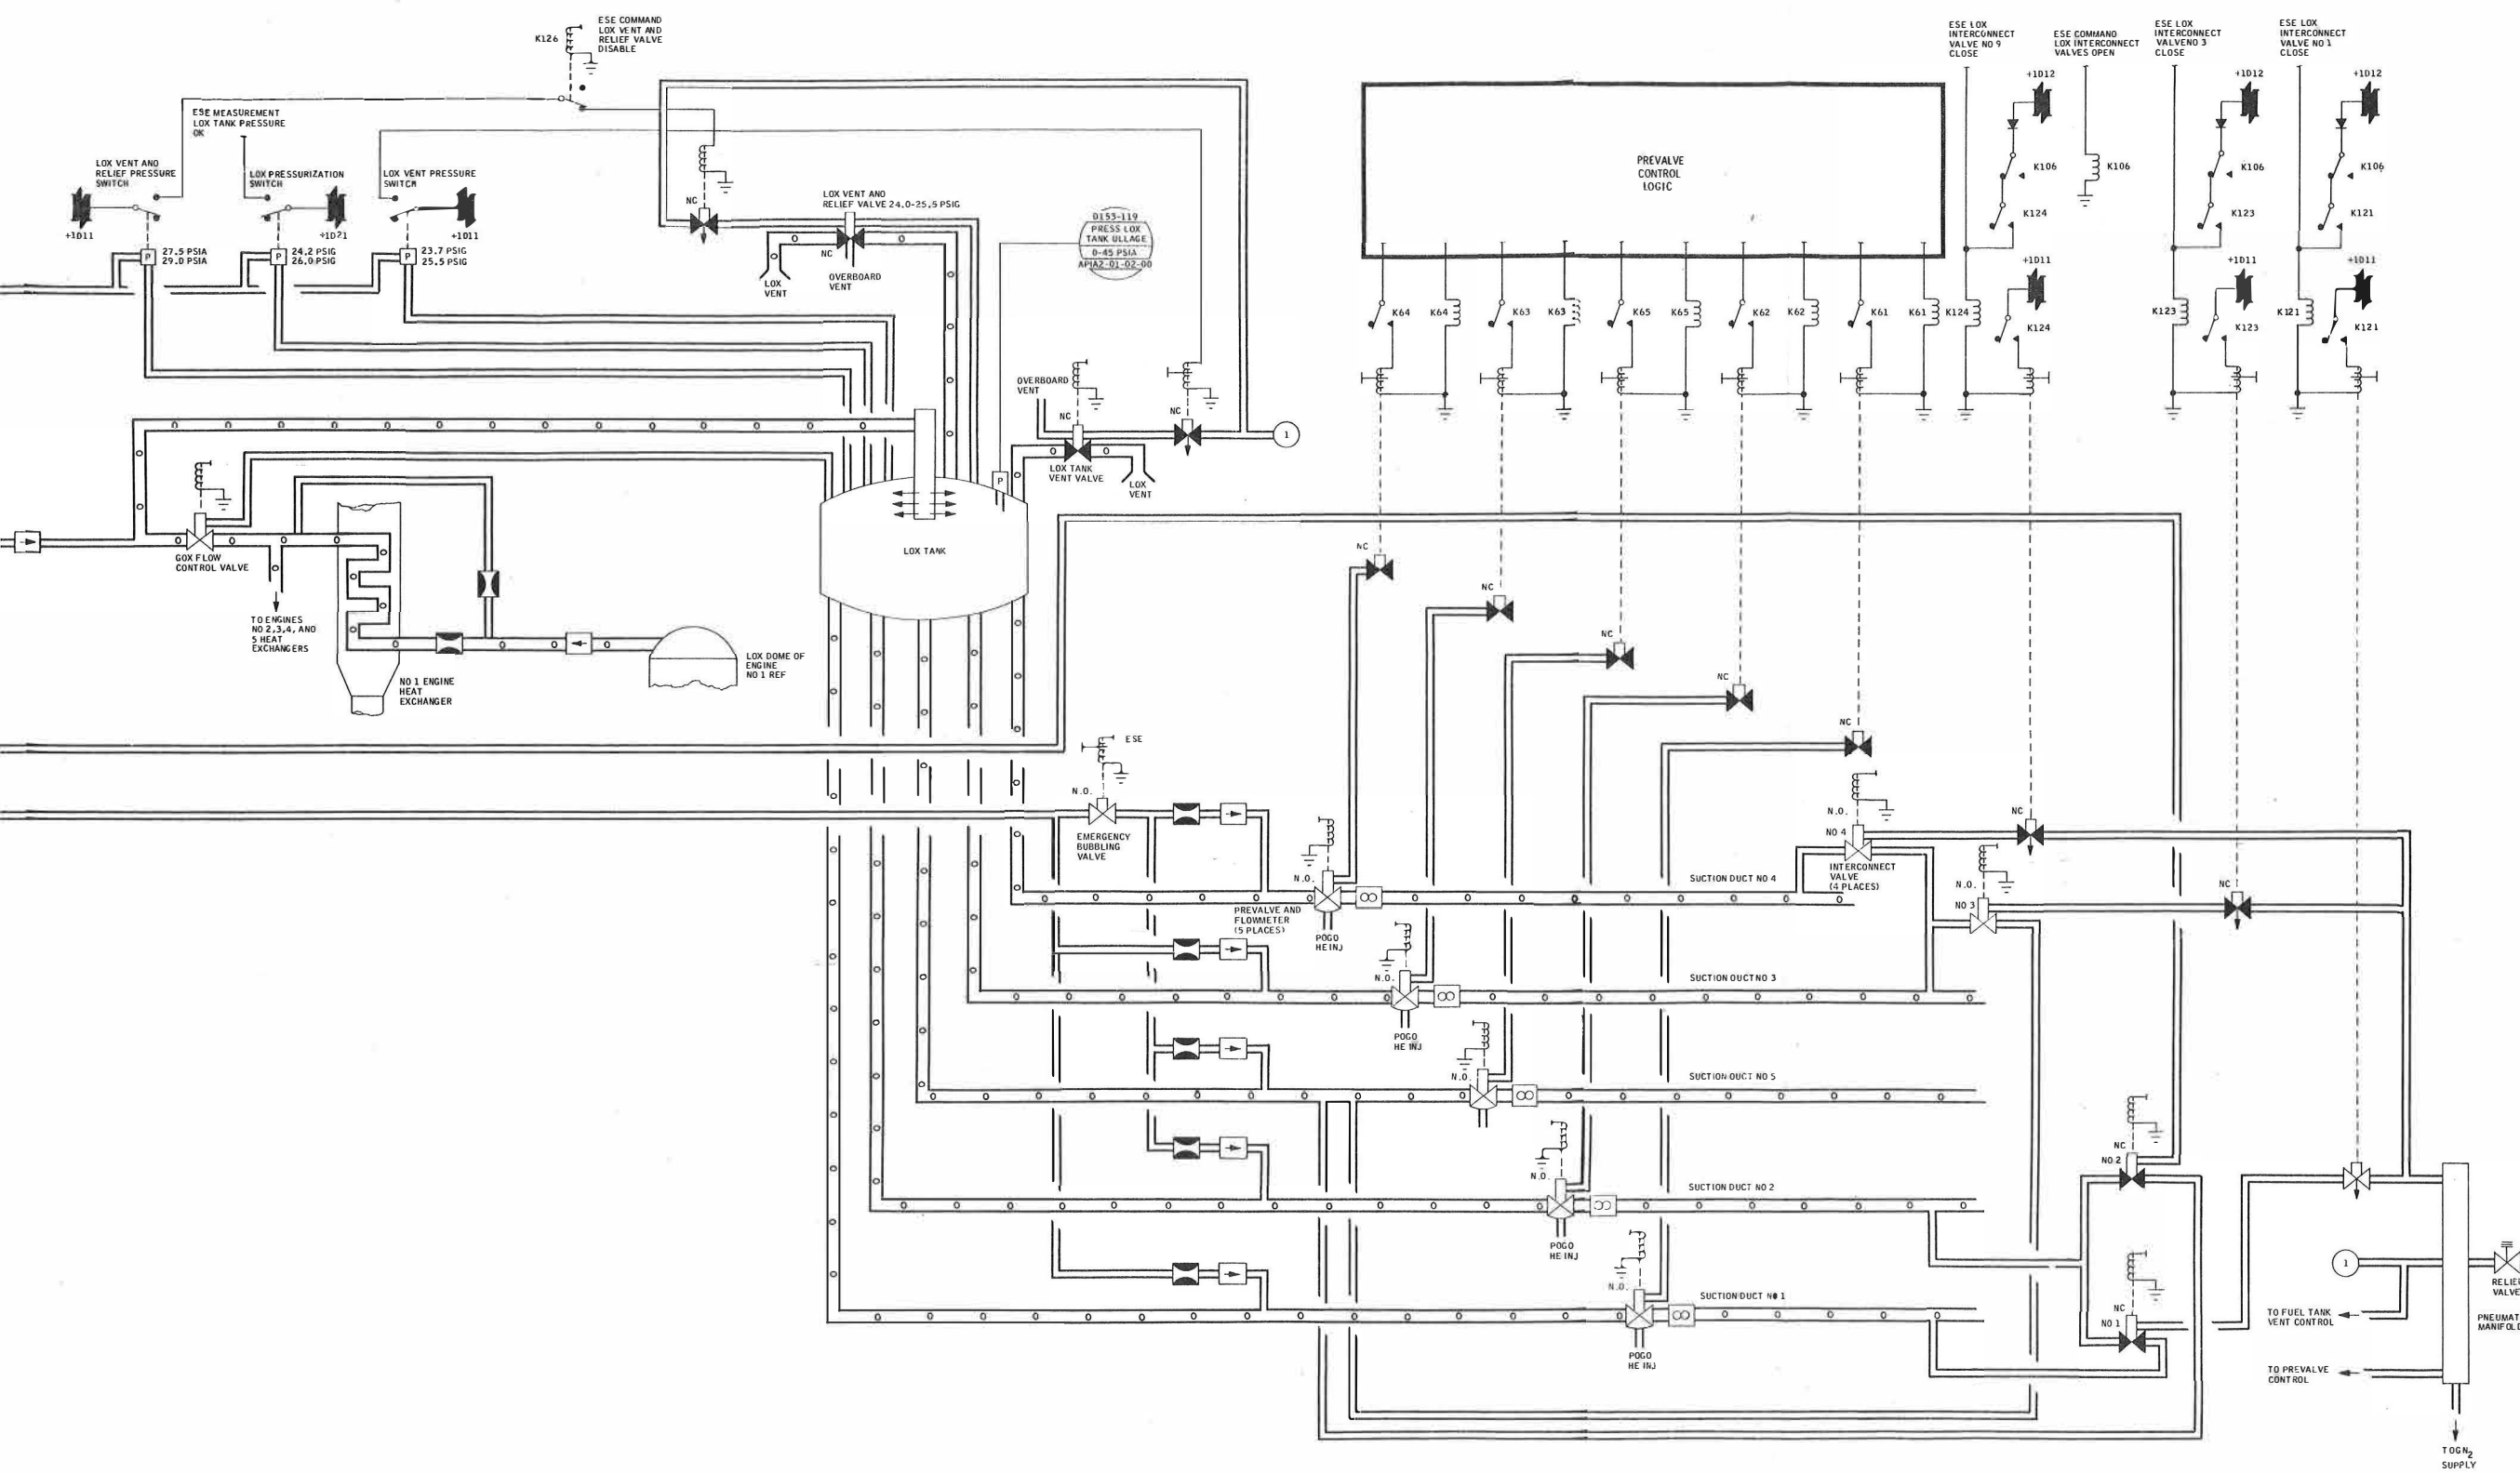 ESE COMMAND
LOX VENT AND
RELIEF VALVE
DISABLE
K126
ESE MEASUREMENT
LOX TANK PRESSURE
OK
LOX VENT AND
RELIEF PRESSURE
SWITCH
LOX PRESSURIZATION
SWITCH
LOX VENT PRESSURE
SWITCH
+1D11
+1D21
+1D11
P
27.5 PSIA
29.0 PSIA
P
24.2 PSIG
26.0 PSIG
P
23.7 PSIG
25.5 PSIG
NC
LOX VENT AND
RELIEF VALVE 24.0-25.5 PSIG
NC
OVERBOARD
VENT
LOX
VENT
D153-119
PRESS LOX
TANK ULLAGE
0-45 PSIA
APIA2-01-02-00
OVERBOARD
VENT
NC
NC
1
LOX TANK
VENT VALVE
LOX
VENT
P
LOX TANK
GOX FLOW
CONTROL VALVE
TO ENGINES
NO 2,3,4, AND
5 HEAT
EXCHANGERS
NO 1 ENGINE
HEAT
EXCHANGER
LOX DOME OF
ENGINE
NO 1 REF
PREVALVE
CONTROL
LOGIC
ESE LOX
INTERCONNECT
VALVE NO 9
CLOSE
ESE COMMAND
LOX INTERCONNECT
VALVES OPEN
ESE LOX
INTERCONNECT
VALVENO 3
CLOSE
ESE LOX
INTERCONNECT
VALVE NO 1
CLOSE
+1D12
+1D12
+1D12
K106
K106
K106
K106
K124
K123
K121
+1D11
+1D11
+1D11
K64
K64
K63
K63
K65
K65
K62
K62
K61
K61
K124
K124
K123
K123
K121
K121
NC
NC
NC
NC
NC
ESE
N.O.
EMERGENCY
BUBBLING
VALVE
N.O.
PREVALVE AND
FLOWMETER
(5 PLACES)
POGO
HE INJ
SUCTION DUCT NO 4
N.O.
NO 4
INTERCONNECT
VALVE
(4 PLACES)
NC
N.O.
NO 3
NC
N.O.
POGO
HE INJ
SUCTION DUCT NO 3
N.O.
SUCTION DUCT NO 5
N.O.
POGO
HE INJ
SUCTION DUCT NO 2
N.O.
POGO
HE INJ
SUCTION DUCT NO 1
NC
NO 2
NC
NO 1
1
RELIEF
VALVE
TO FUEL TANK
VENT CONTROL
PNEUMAT
MANIFOLD
TO PREVALVE
CONTROL
TO GN2
SUPPLY